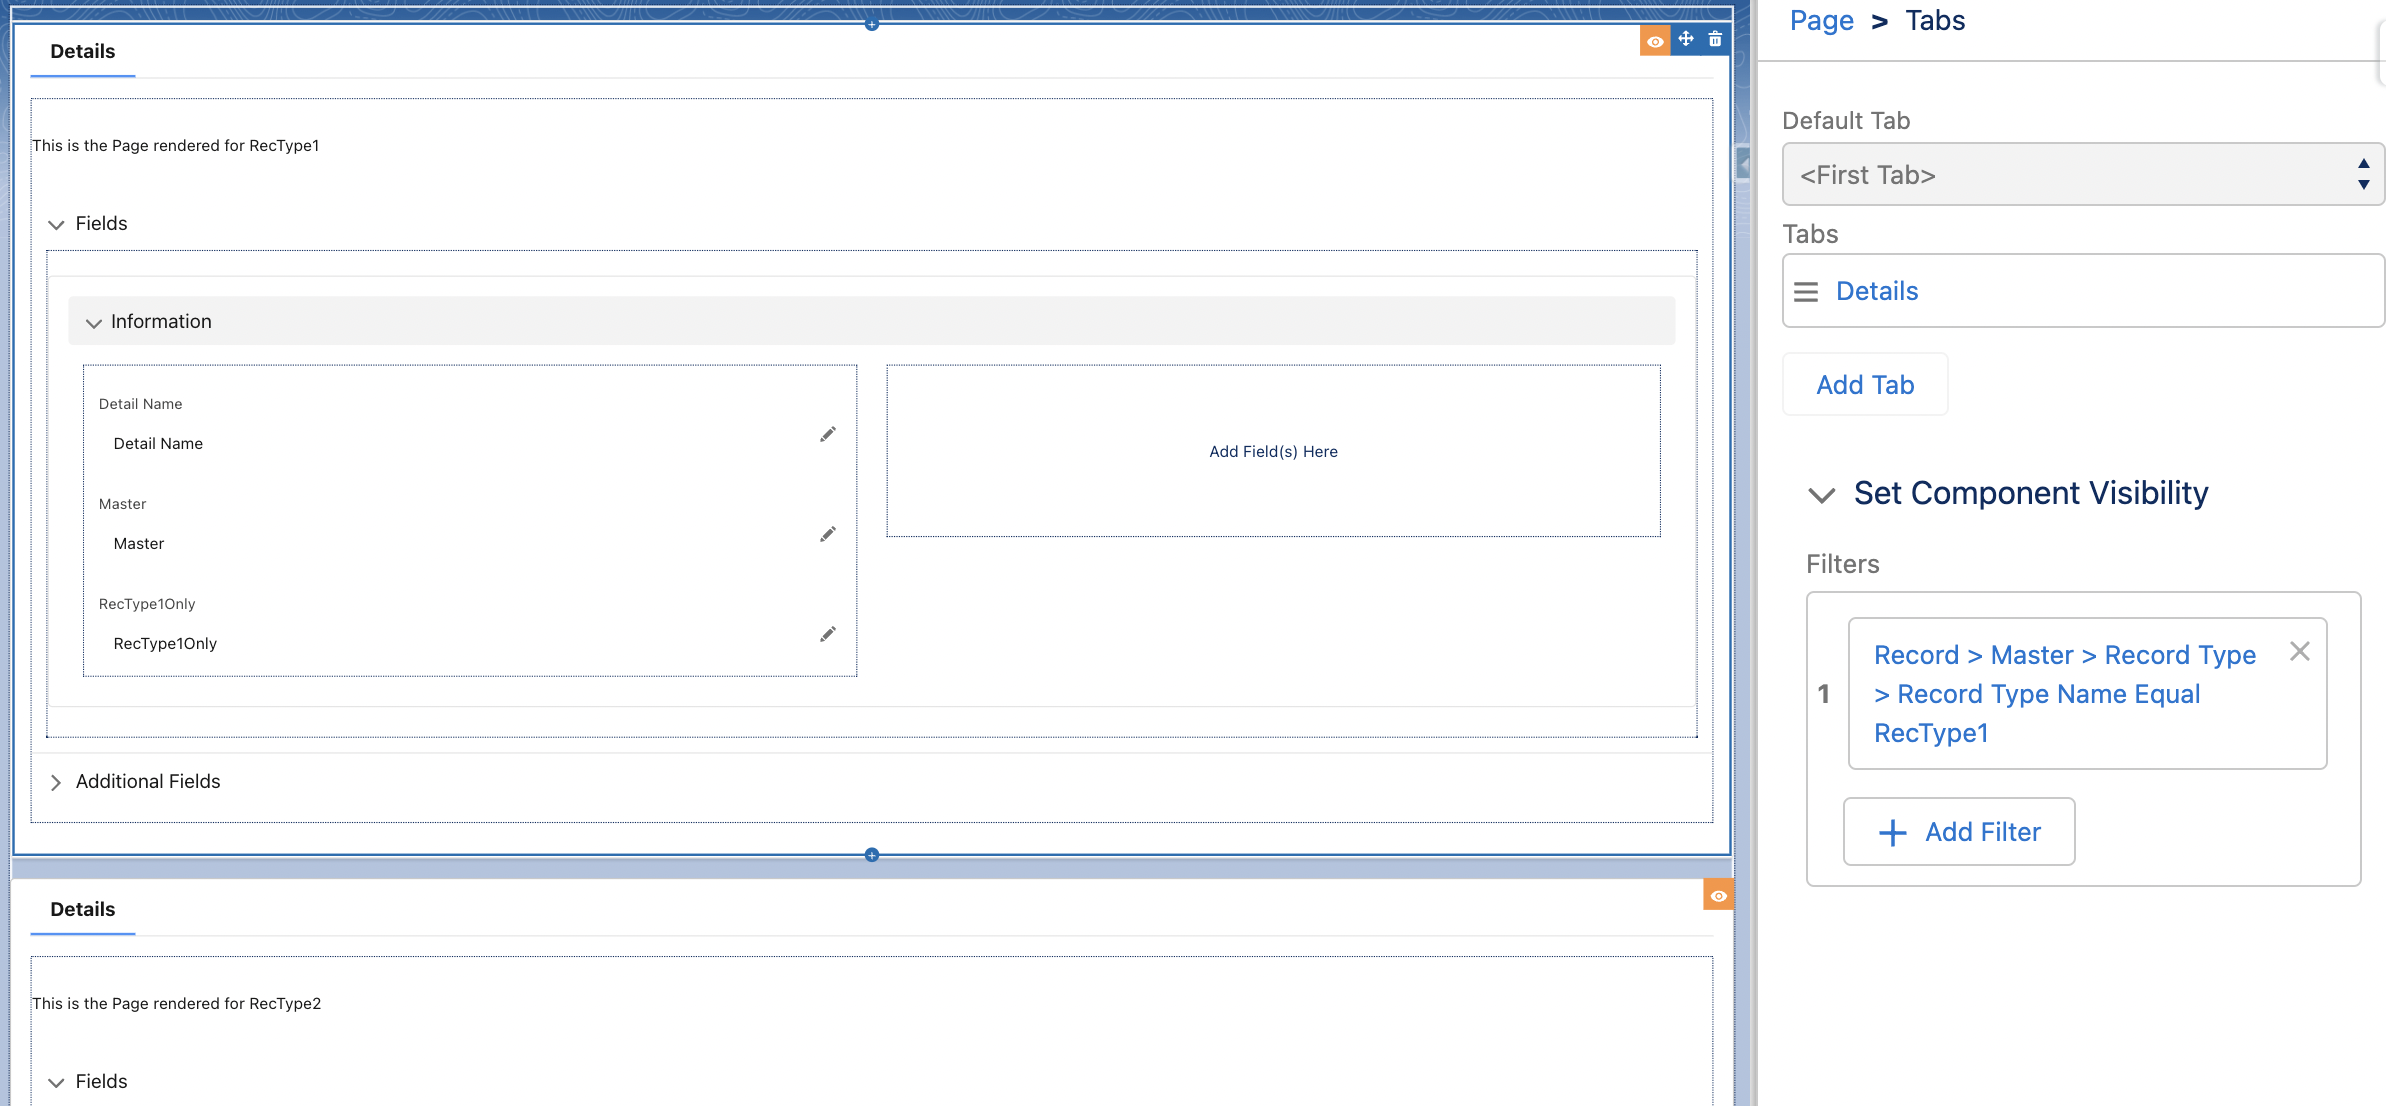 Details
This is the Page rendered for RecType1
Fields
Information
Detail Name
Detail Name
Master
Master
RecType1Only
RecType1Only
Add Field(s) Here
Additional Fields
Details
This is the Page rendered for RecType2
Fields
Page > Tabs
Default Tab
<First Tab>
Tabs
Details
Add Tab
Set Component Visibility
Filters
1
Record > Master > Record Type
> Record Type Name Equal
RecType1
Add Filter